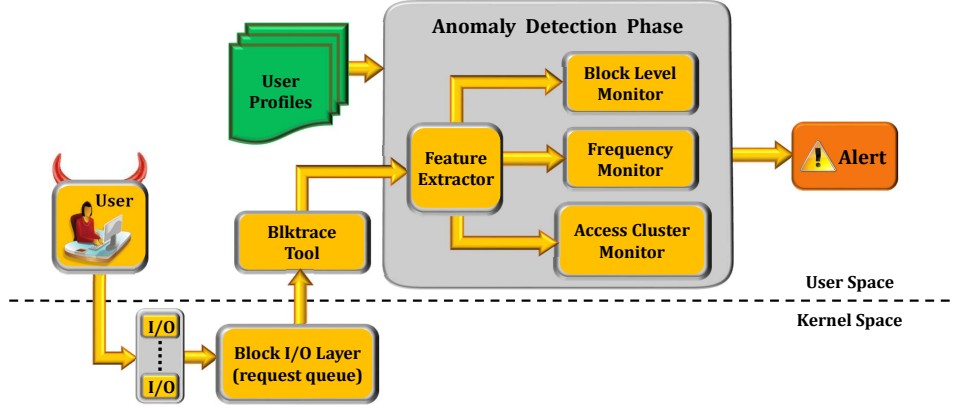 Anomaly Detection Phase
User
Profiles
Block Level
Monitor
Feature
Extractor
Frequency
Monitor
Alert
User
Blktrace
Tool
Access Cluster
Monitor
User Space
Kernel Space
I/O
I/O
Block I/O Layer
(request queue)